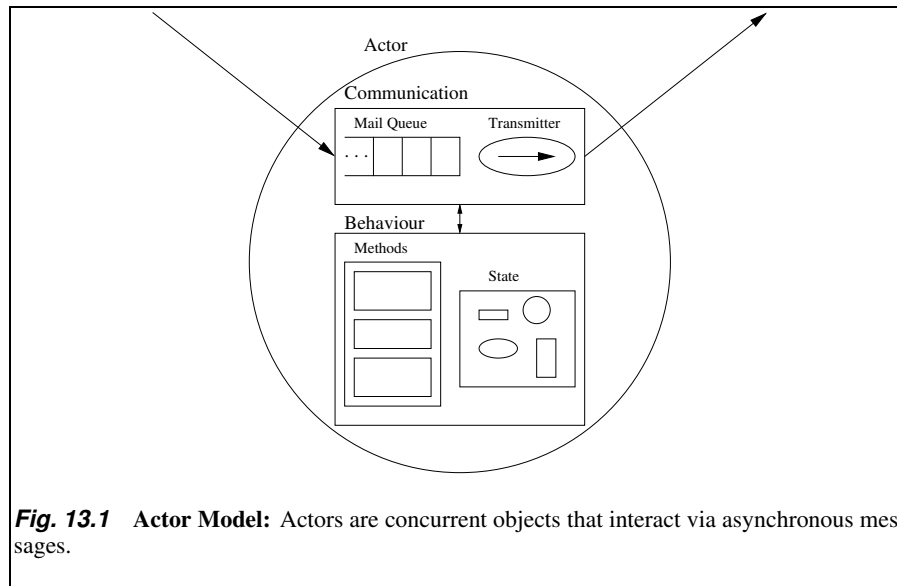 Actor
Communication
Mail Queue
Transmitter
. . .
Behaviour
Methods
State
Fig. 13.1 Actor Model: Actors are concurrent objects that interact via asynchronous mes
sages.